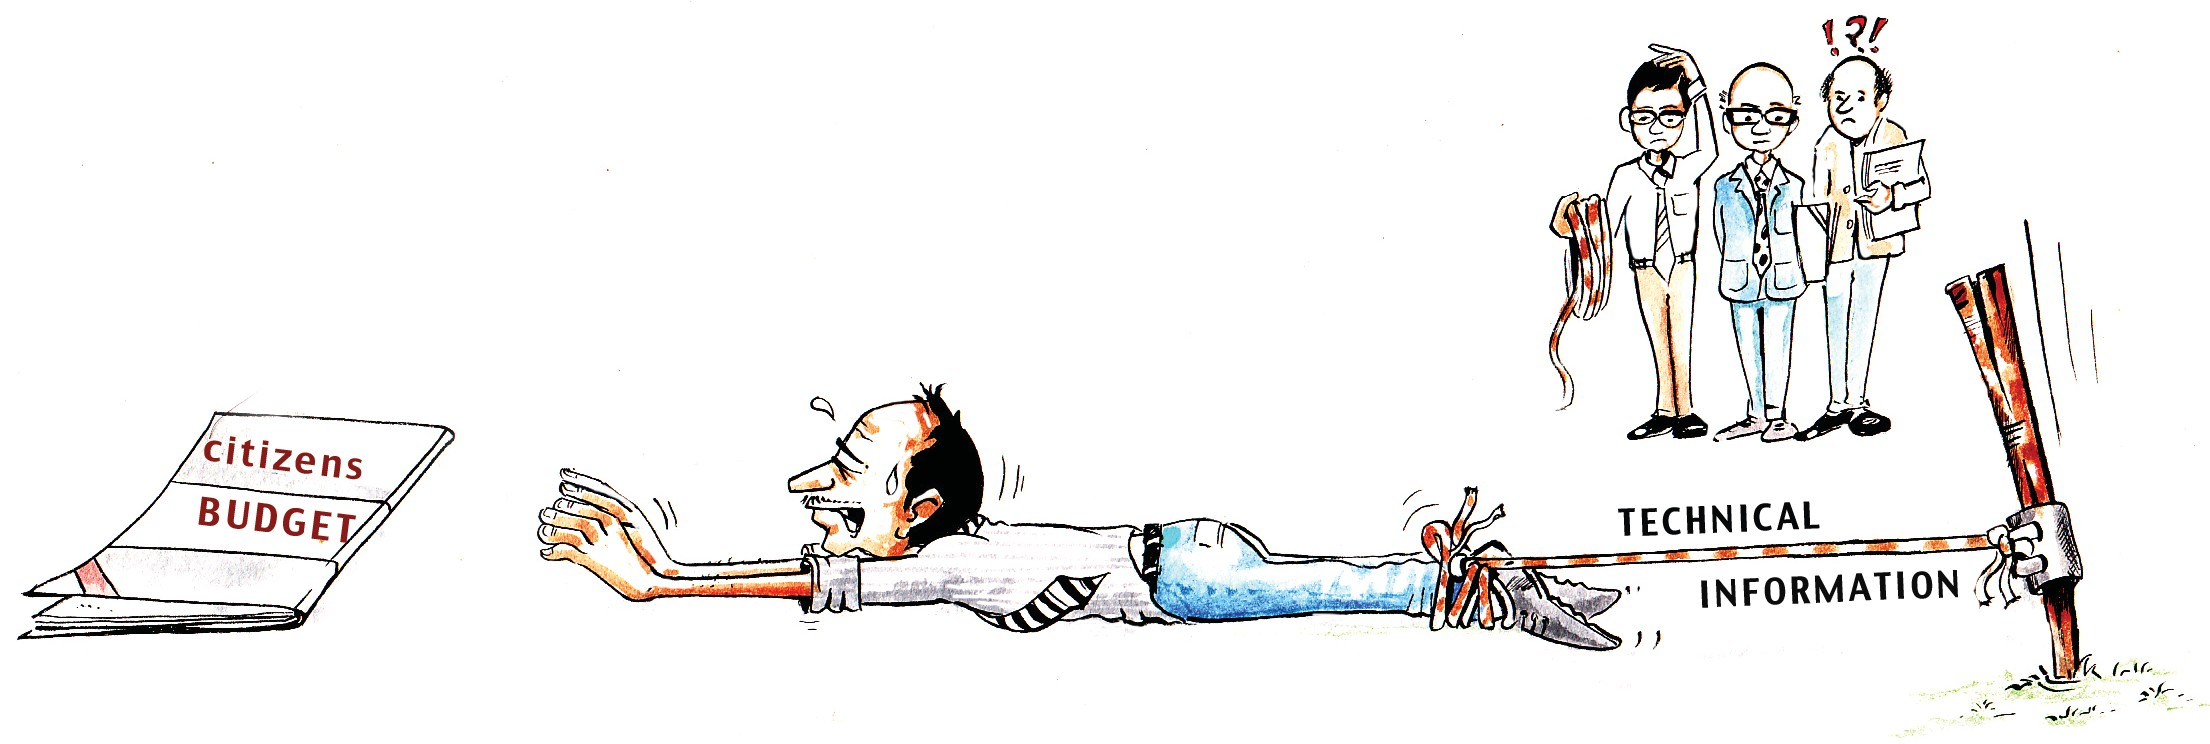 citizens
BUDGET
!?!
TECHNICAL
INFORMATION